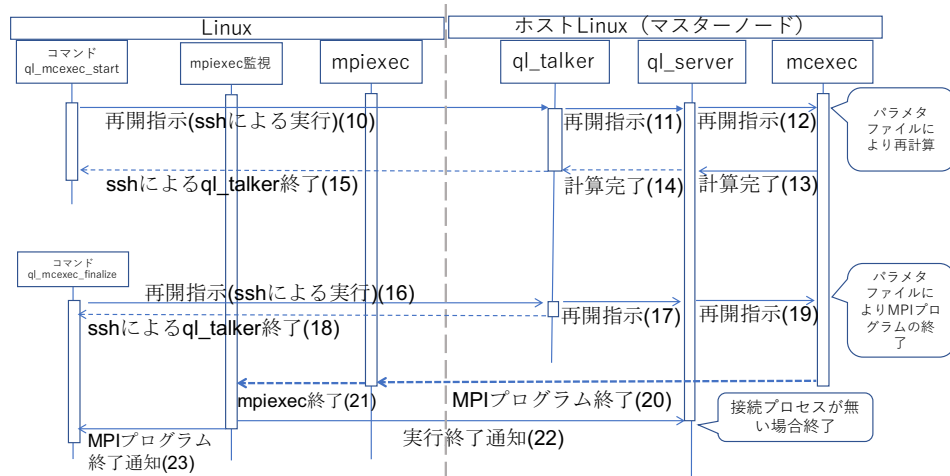 Linux
ホストLinux（マスターノード）
コマンド
ql_mcexec_start
mpiexec監視
mpiexec
ql_talker
ql_server
mcexec
再開指示(sshによる実行)(10)
再開指示(11)
再開指示(12)
パラメタ
ファイルに
より再計算
sshによるql_talker終了(15)
計算完了(14)
計算完了(13)
コマンド
ql_mcexec_finalize
再開指示(sshによる実行)(16)
再開指示(17)
再開指示(19)
パラメタ
ファイルに
よりMPIプロ
グラムの終
了
sshによるql_talker終了(18)
mpiexec終了(21)
MPIプログラム終了(20)
接続プロセスが無
い場合終了
MPIプログラム
終了通知(23)
実行終了通知(22)